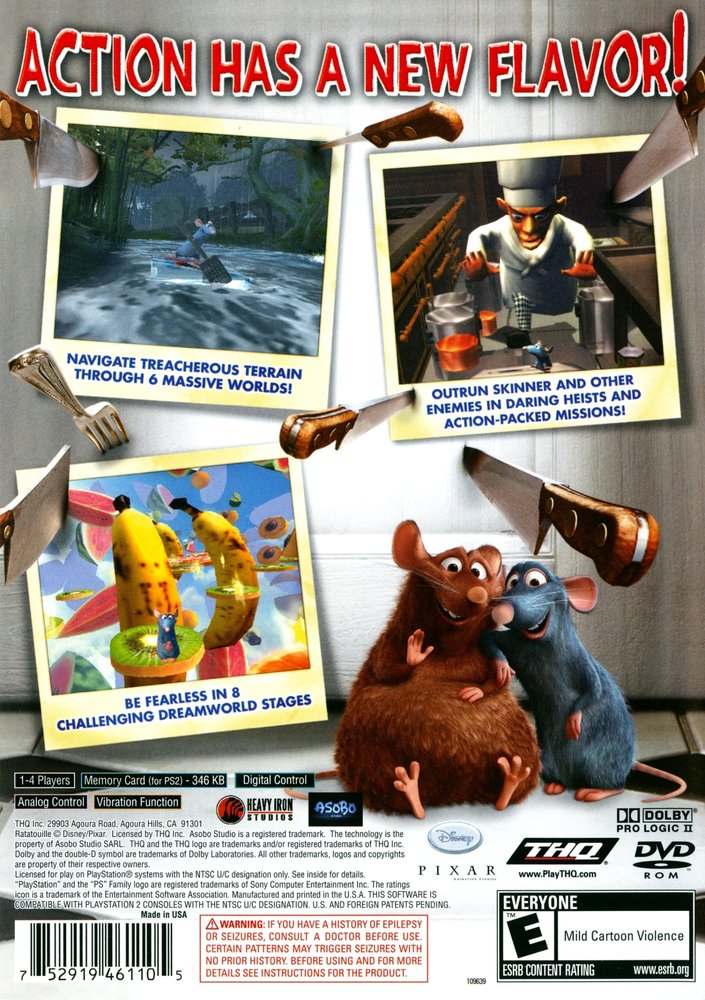 ACTION HAS A NEW FLAVOR!
NAVIGATE TREACHEROUS TERRAIN
THROUGH 6 MASSIVE WORLDS!
OUTRUN SKINNER AND OTHER
ENEMIES IN DARING HEISTS AND
ACTION-PACKED MISSIONS!
BE FEARLESS IN 8
CHALLENGING DREAMWORLD STAGES
1-4 Players
Memory Card (for PS2) - 346 KB
Digital Control
Analog Control
Vibration Function
HEAVY IRON
STUDIOS
ASOBO
THQ Inc. 29903 Agoura Road, Agoura Hills, CA 91301
Ratatouille © Disney/Pixar. Licensed by THQ Inc. Asobo Studio is a registered trademark. The technology is the
property of Asobo Studio SARL. THQ and the THQ logo are trademarks and/or registered trademarks of THQ Inc.
Dolby and the double-D symbol are trademarks of Dolby Laboratories. All other trademarks, logos and copyrights
are property of their respective owners.
Licensed for play on PlayStation® systems with the NTSC U/C designation only. See inside for details.
"PlayStation" and the "PS" Family logo are registered trademarks of Sony Computer Entertainment Inc. The ratings
icon is a trademark of the Entertainment Software Association. Manufactured and printed in the U.S.A. THIS SOFTWARE IS
COMPATIBLE WITH PLAYSTATION 2 CONSOLES WITH THE NTSC U/C DESIGNATION. U.S. AND FOREIGN PATENTS PENDING.
Made in USA
Disney
PIXAR
THQ
www.PlayTHQ.com
DOLBY
PRO LOGIC II
DVD
ROM
7 52919 46110 5
WARNING: IF YOU HAVE A HISTORY OF EPILEPSY
OR SEIZURES, CONSULT A DOCTOR BEFORE USE.
CERTAIN PATTERNS MAY TRIGGER SEIZURES WITH
NO PRIOR HISTORY. BEFORE USING AND FOR MORE
DETAILS SEE INSTRUCTIONS FOR THE PRODUCT.
109639
EVERYONE
TM
E
Mild Cartoon Violence
ESRB CONTENT RATING
www.esrb.org